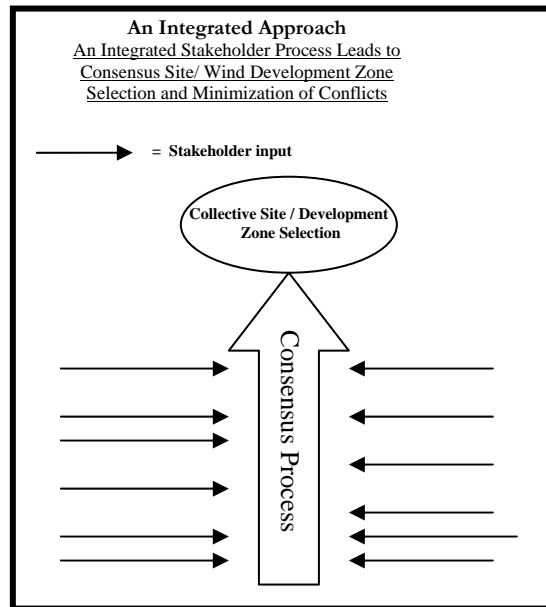 An Integrated Approach
An Integrated Stakeholder Process Leads to
Consensus Site/ Wind Development Zone
Selection and Minimization of Conflicts
= Stakeholder input
Collective Site / Development
Zone Selection
Consensus Process